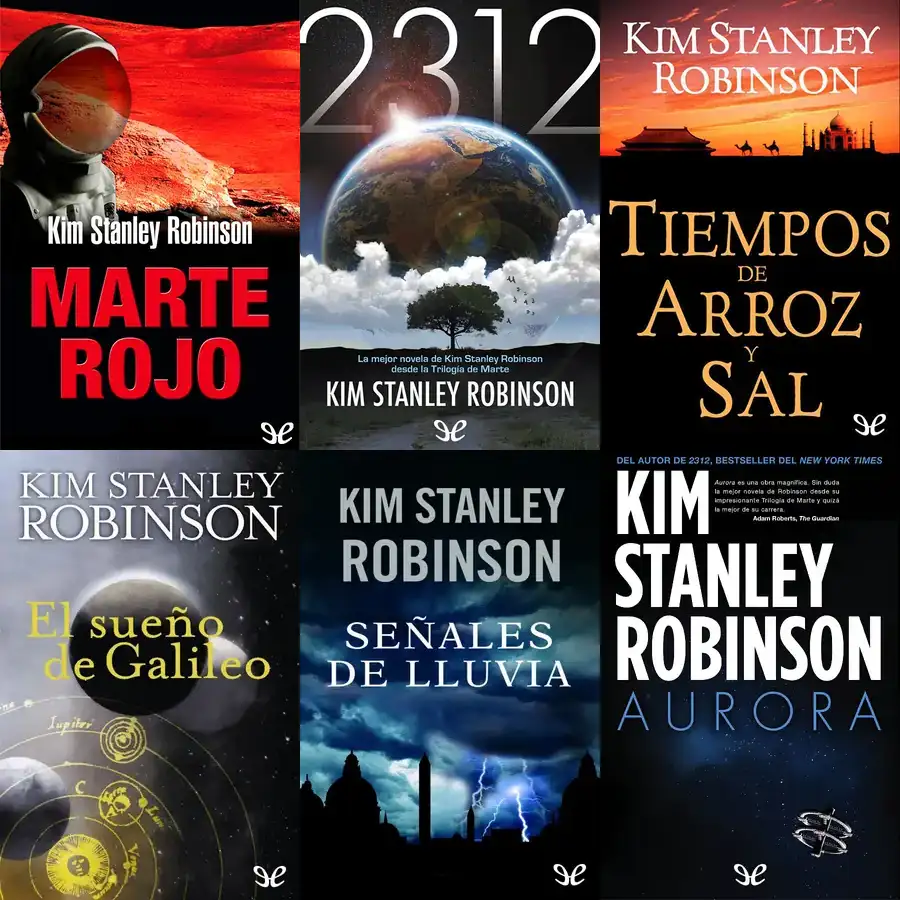 Kim Stanley Robinson
MARTE
ROJO
2312
La mejor novela de Kim Stanley Robinson
desde la Trilogía de Marte
KIM STANLEY ROBINSON
KIM STANLEY
ROBINSON
TIEMPOS
DE
ARROZ
Y
SAL
KIM STANLEY
ROBINSON
El sueño
de Galileo
Iupiter
KIM STANLEY
ROBINSON
SEÑALES
DE LLUVIA
DEL AUTOR DE 2312, BESTSELLER DEL NEW YORK TIMES
Aurora es una obra magnífica. Sin duda
la mejor novela de Robinson desde su
impresionante Trilogía de Marte y quizá
la mejor de su carrera.
Adam Roberts, The Guardian
KIM
STANLEY
ROBINSON
AURORA